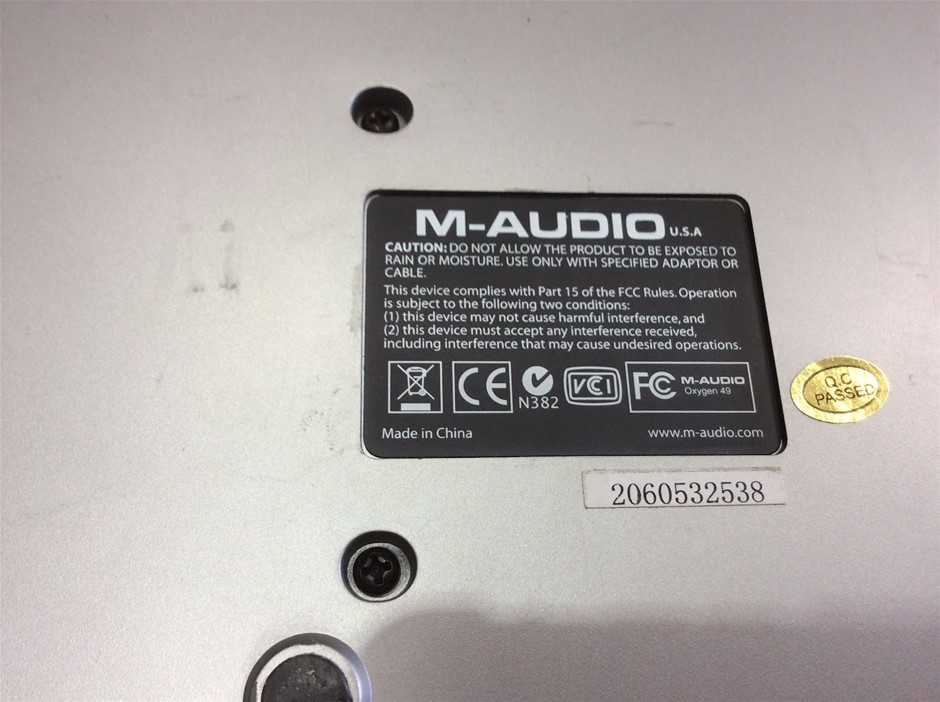 M-AUDIO U.S.A
CAUTION: DO NOT ALLOW THE PRODUCT TO BE EXPOSED TO
RAIN OR MOISTURE. USE ONLY WITH SPECIFIED ADAPTOR OR
CABLE.
This device complies with Part 15 of the FCC Rules. Operation
is subject to the following two conditions:
(1) this device may not cause harmful interference, and
(2) this device must accept any interference received,
including interference that may cause undesired operations.
CE
N382
VCI
FC M-AUDIO
Oxygen 49
Made in China www.m-audio.com
Q.C
PASSED
2060532538